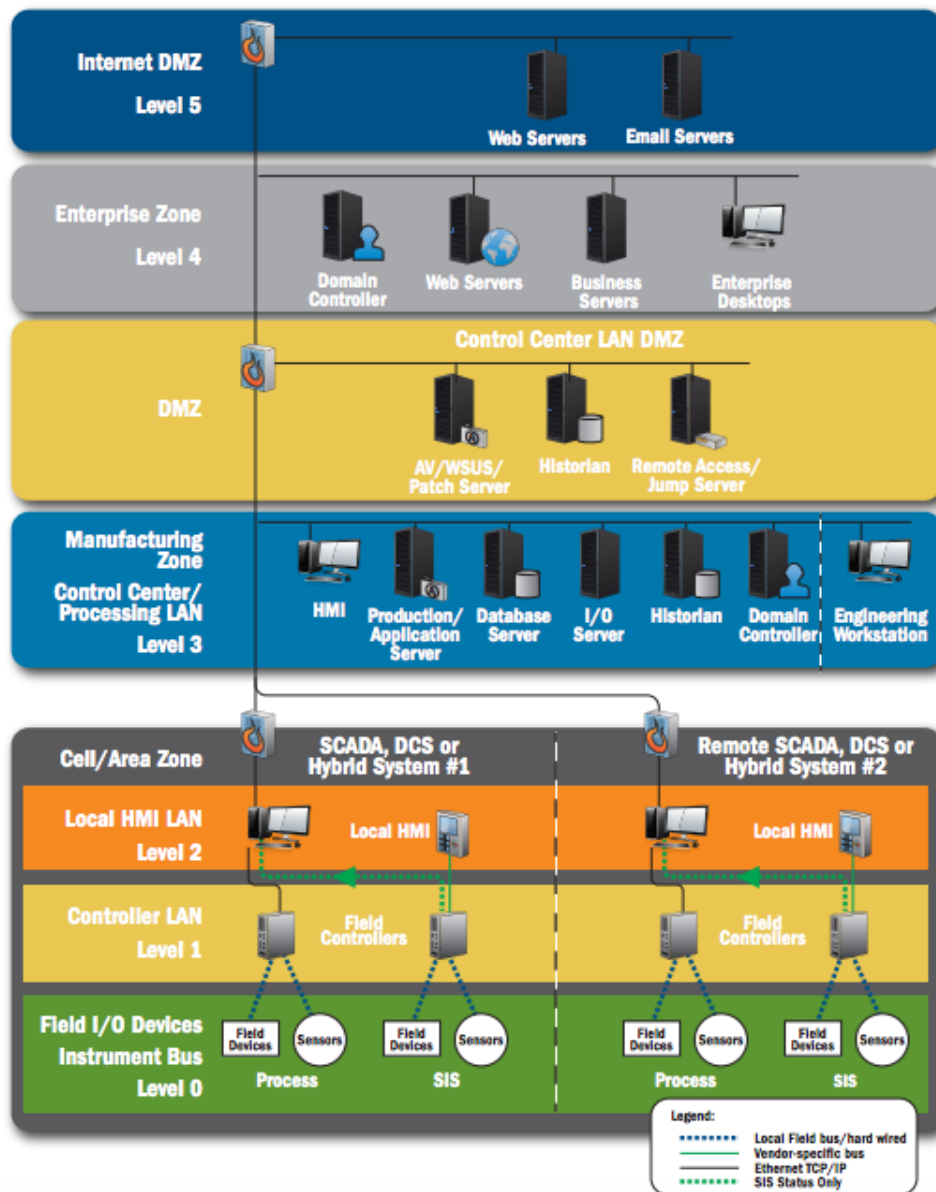 Internet DMZ
Level 5
Web Servers
Email Servers
Enterprise Zone
Level 4
Domain
Controller
Web Servers
Business
Servers
Enterprise
Desktops
Control Center LAN DMZ
DMZ
AV/WSUS/
Patch Server
Historian
Remote Access/
Jump Server
Manufacturing
Zone
Control Center/
Processing LAN
Level 3
HMI
Production/
Application
Server
Database
Server
I/O
Server
Historian
Domain
Controller
Engineering
Workstation
Cell/Area Zone
SCADA, DCS or
Hybrid System #1
Remote SCADA, DCS or
Hybrid System #2
Local HMI LAN
Level 2
Local HMI
Local HMI
Controller LAN
Level 1
Field
Controllers
Field
Controllers
Field I/O Devices
Instrument Bus
Level 0
Field
Devices
Sensors
Field
Devices
Sensors
Field
Devices
Sensors
Field
Devices
Sensors
Process
SIS
Process
SIS
Legend:
Local Field bus/hard wired
Vendor-specific bus
Ethernet TCP/IP
SIS Status Only